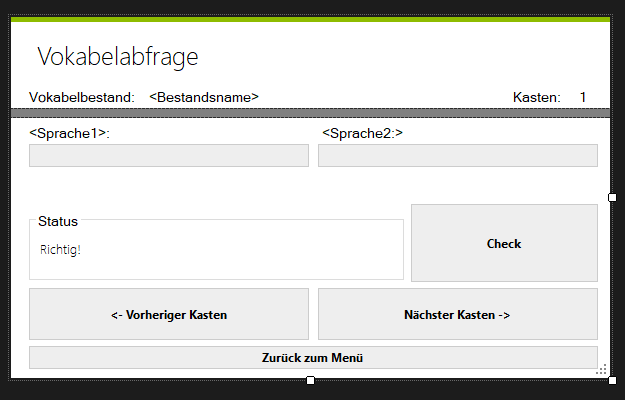 Vokabelabfrage
Vokabelbestand: <Bestandsname> Kasten: 1
<Sprache1>: <Sprache2:>
Status
Richtig!
Check
<- Vorheriger Kasten Nächster Kasten ->
Zurück zum Menü